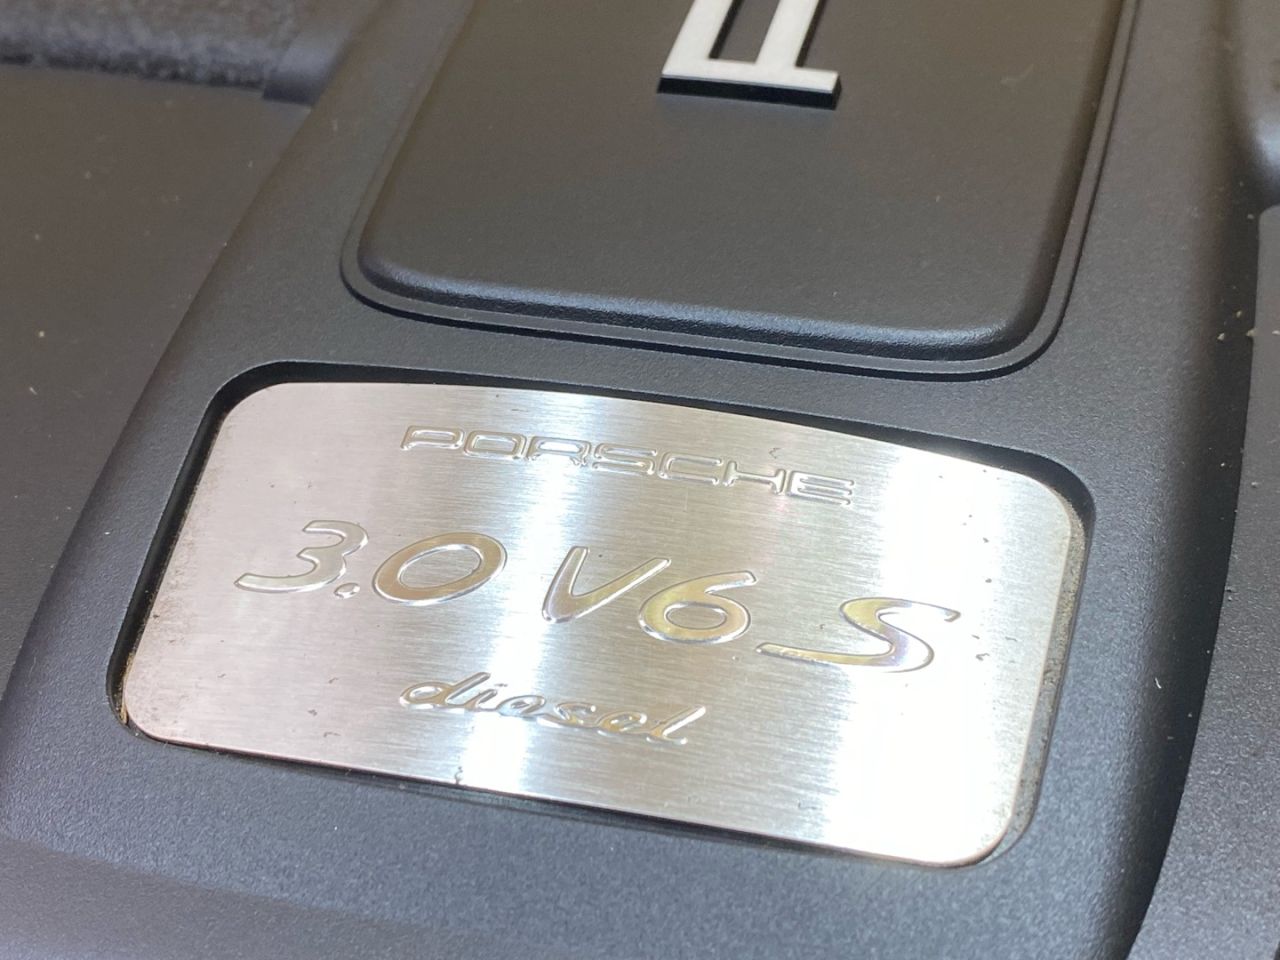 PORSCHE
3.0 V6 S
diesel